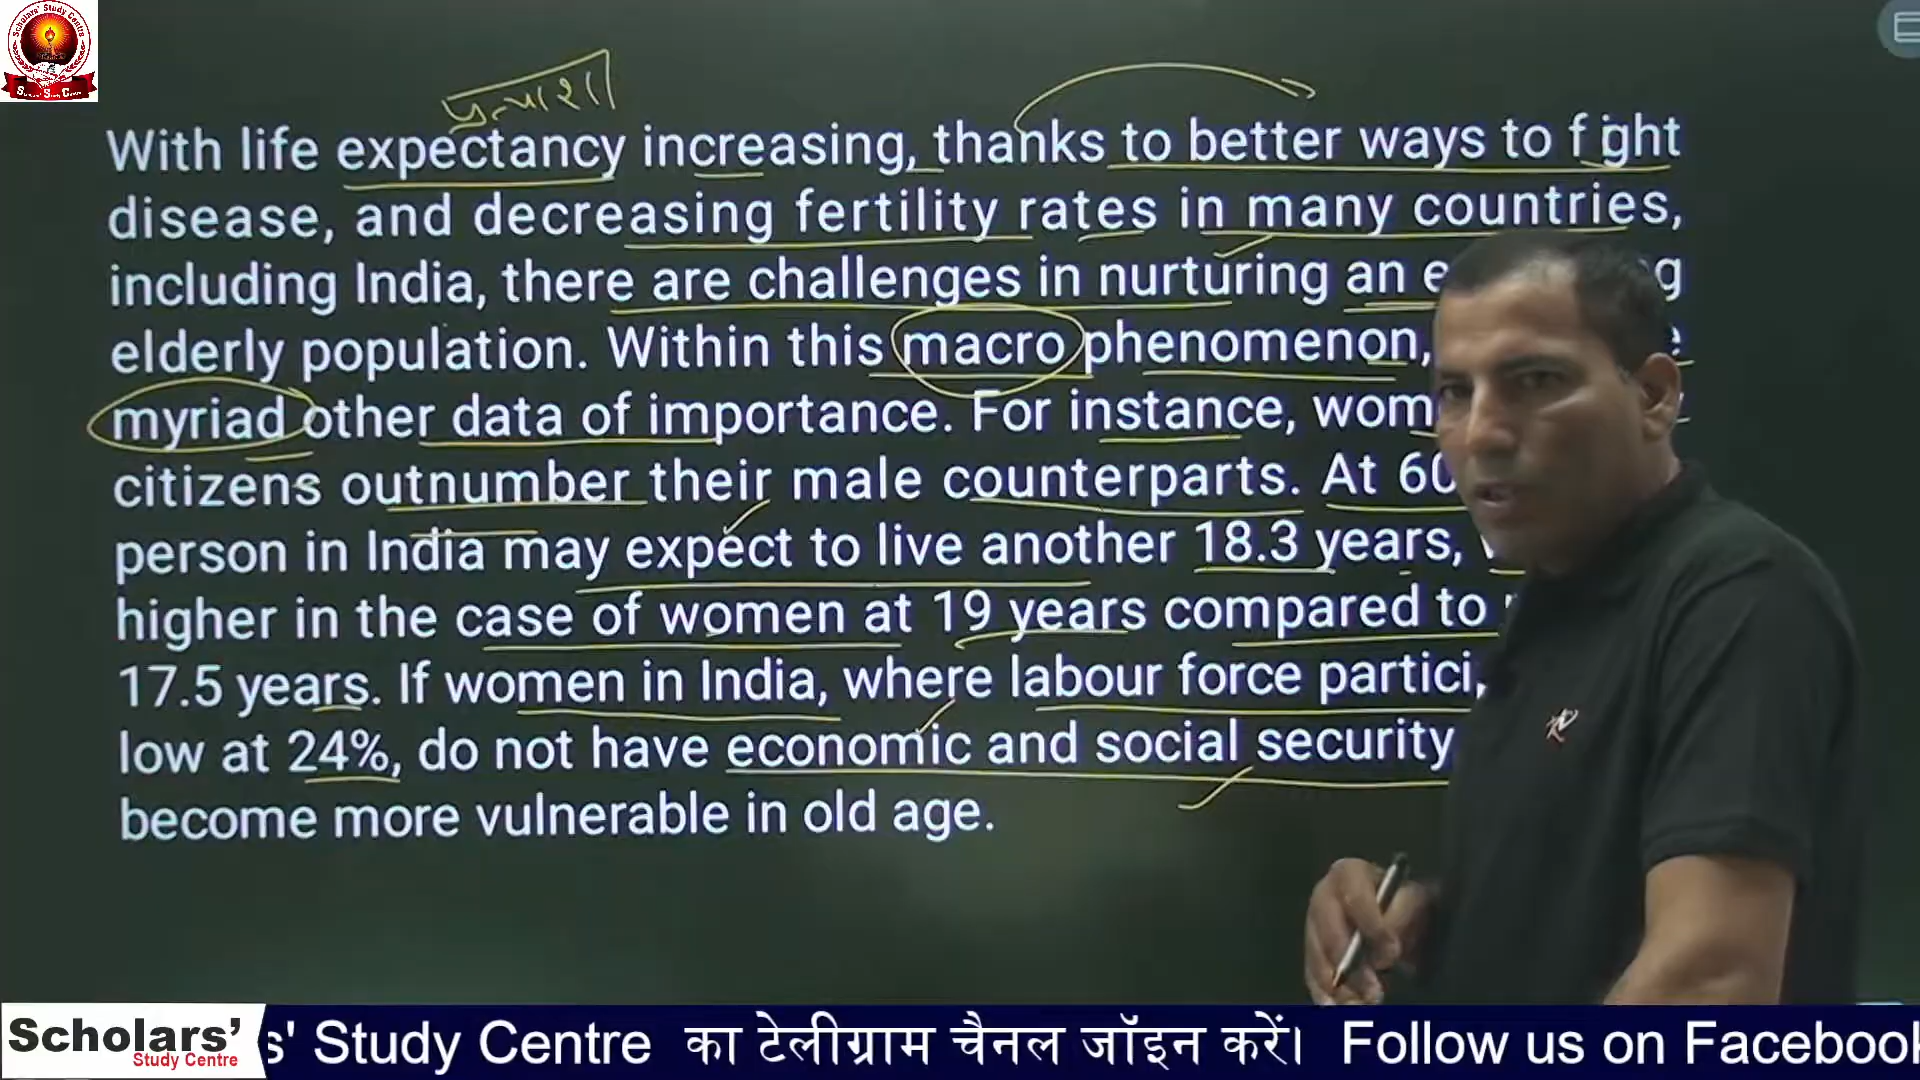 Scholars' Study Centre
प्रत्याशा
With life expectancy increasing, thanks to better ways to fight
disease, and decreasing fertility rates in many countries,
including India, there are challenges in nurturing an e g
elderly population. Within this macro phenomenon, e
myriad other data of importance. For instance, wom
citizens outnumber their male counterparts. At 60
person in India may expect to live another 18.3 years,
higher in the case of women at 19 years compared to
17.5 years. If women in India, where labour force partici
low at 24%, do not have economic and social security
become more vulnerable in old age.
Scholars’
Study Centre
s' Study Centre का टेलीग्राम चैनल जॉइन करें। Follow us on Facebook